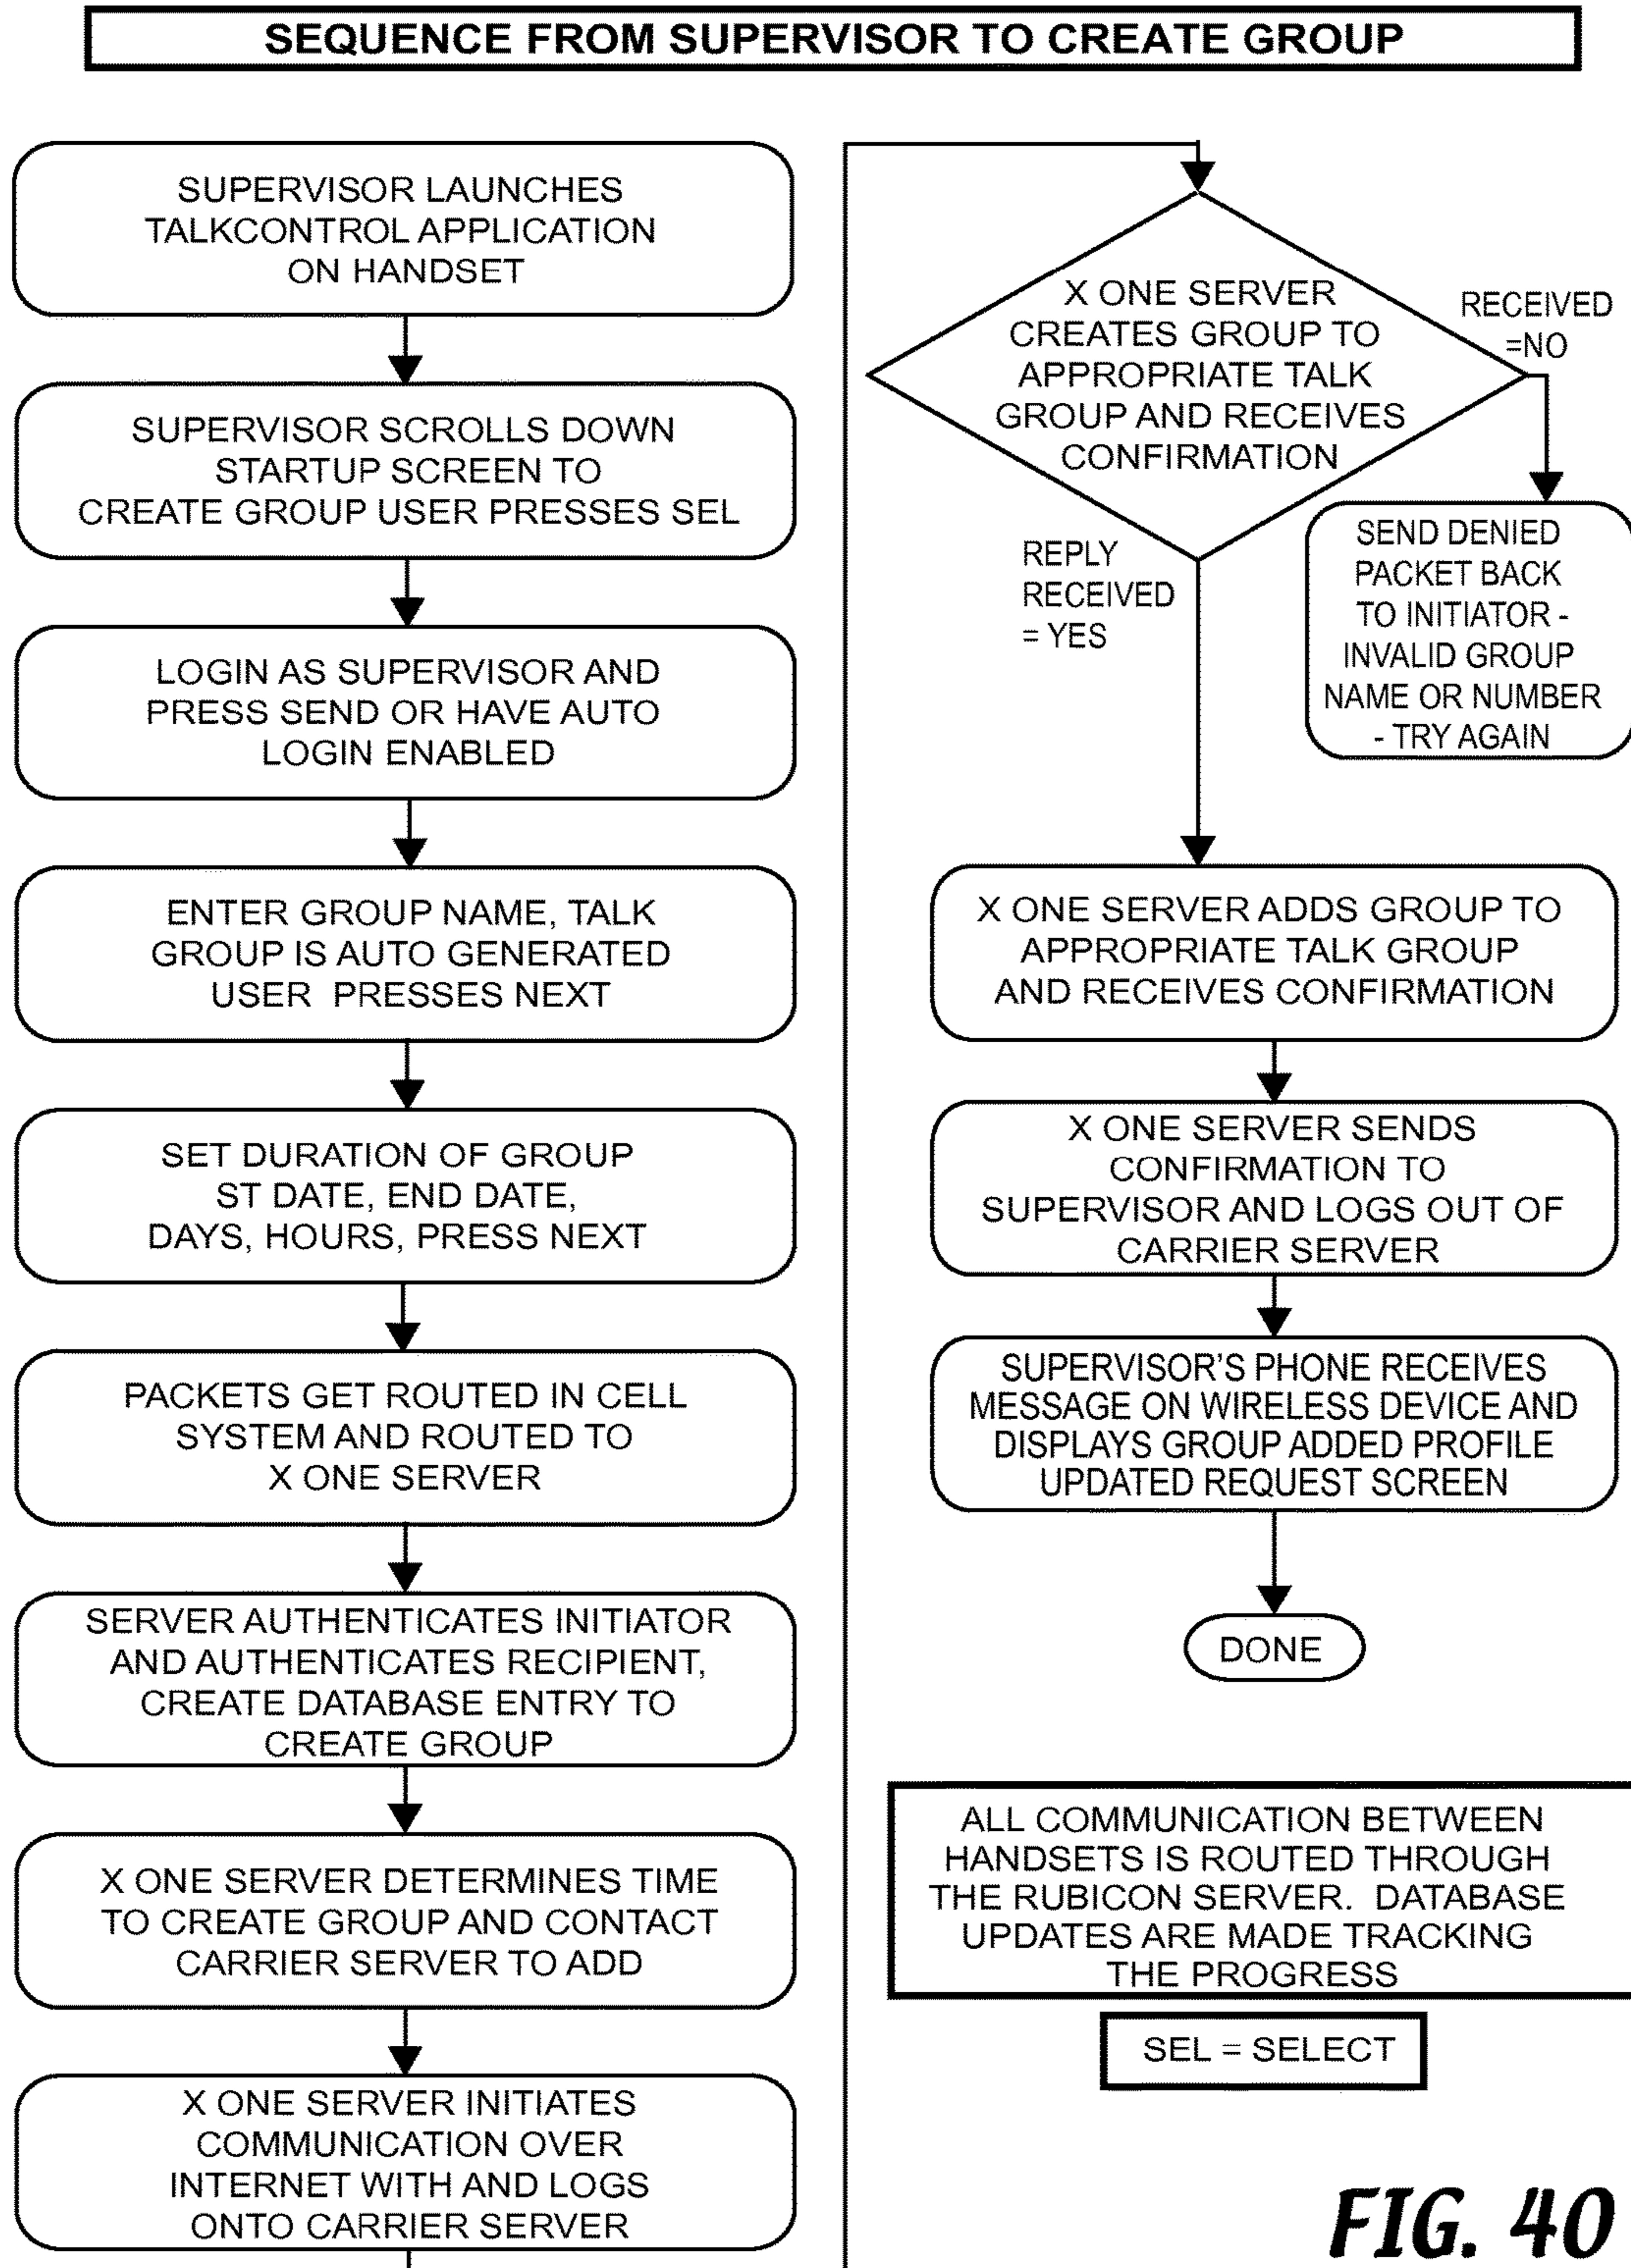 SEQUENCE FROM SUPERVISOR TO CREATE GROUP
SUPERVISOR LAUNCHES
TALKCONTROL APPLICATION
ON HANDSET
SUPERVISOR SCROLLS DOWN
STARTUP SCREEN TO
CREATE GROUP USER PRESSES SEL
LOGIN AS SUPERVISOR AND
PRESS SEND OR HAVE AUTO
LOGIN ENABLED
ENTER GROUP NAME, TALK
GROUP IS AUTO GENERATED
USER PRESSES NEXT
SET DURATION OF GROUP
ST DATE, END DATE,
DAYS, HOURS, PRESS NEXT
PACKETS GET ROUTED IN CELL
SYSTEM AND ROUTED TO
X ONE SERVER
SERVER AUTHENTICATES INITIATOR
AND AUTHENTICATES RECIPIENT,
CREATE DATABASE ENTRY TO
CREATE GROUP
X ONE SERVER DETERMINES TIME
TO CREATE GROUP AND CONTACT
CARRIER SERVER TO ADD
X ONE SERVER INITIATES
COMMUNICATION OVER
INTERNET WITH AND LOGS
ONTO CARRIER SERVER
X ONE SERVER
CREATES GROUP TO
APPROPRIATE TALK
GROUP AND RECEIVES
CONFIRMATION
RECEIVED
=NO
SEND DENIED
PACKET BACK
TO INITIATOR -
INVALID GROUP
NAME OR NUMBER
- TRY AGAIN
REPLY
RECEIVED
= YES
X ONE SERVER ADDS GROUP TO
APPROPRIATE TALK GROUP
AND RECEIVES CONFIRMATION
X ONE SERVER SENDS
CONFIRMATION TO
SUPERVISOR AND LOGS OUT OF
CARRIER SERVER
SUPERVISOR'S PHONE RECEIVES
MESSAGE ON WIRELESS DEVICE AND
DISPLAYS GROUP ADDED PROFILE
UPDATED REQUEST SCREEN
DONE
ALL COMMUNICATION BETWEEN
HANDSETS IS ROUTED THROUGH
THE RUBICON SERVER. DATABASE
UPDATES ARE MADE TRACKING
THE PROGRESS
SEL = SELECT
FIG. 40